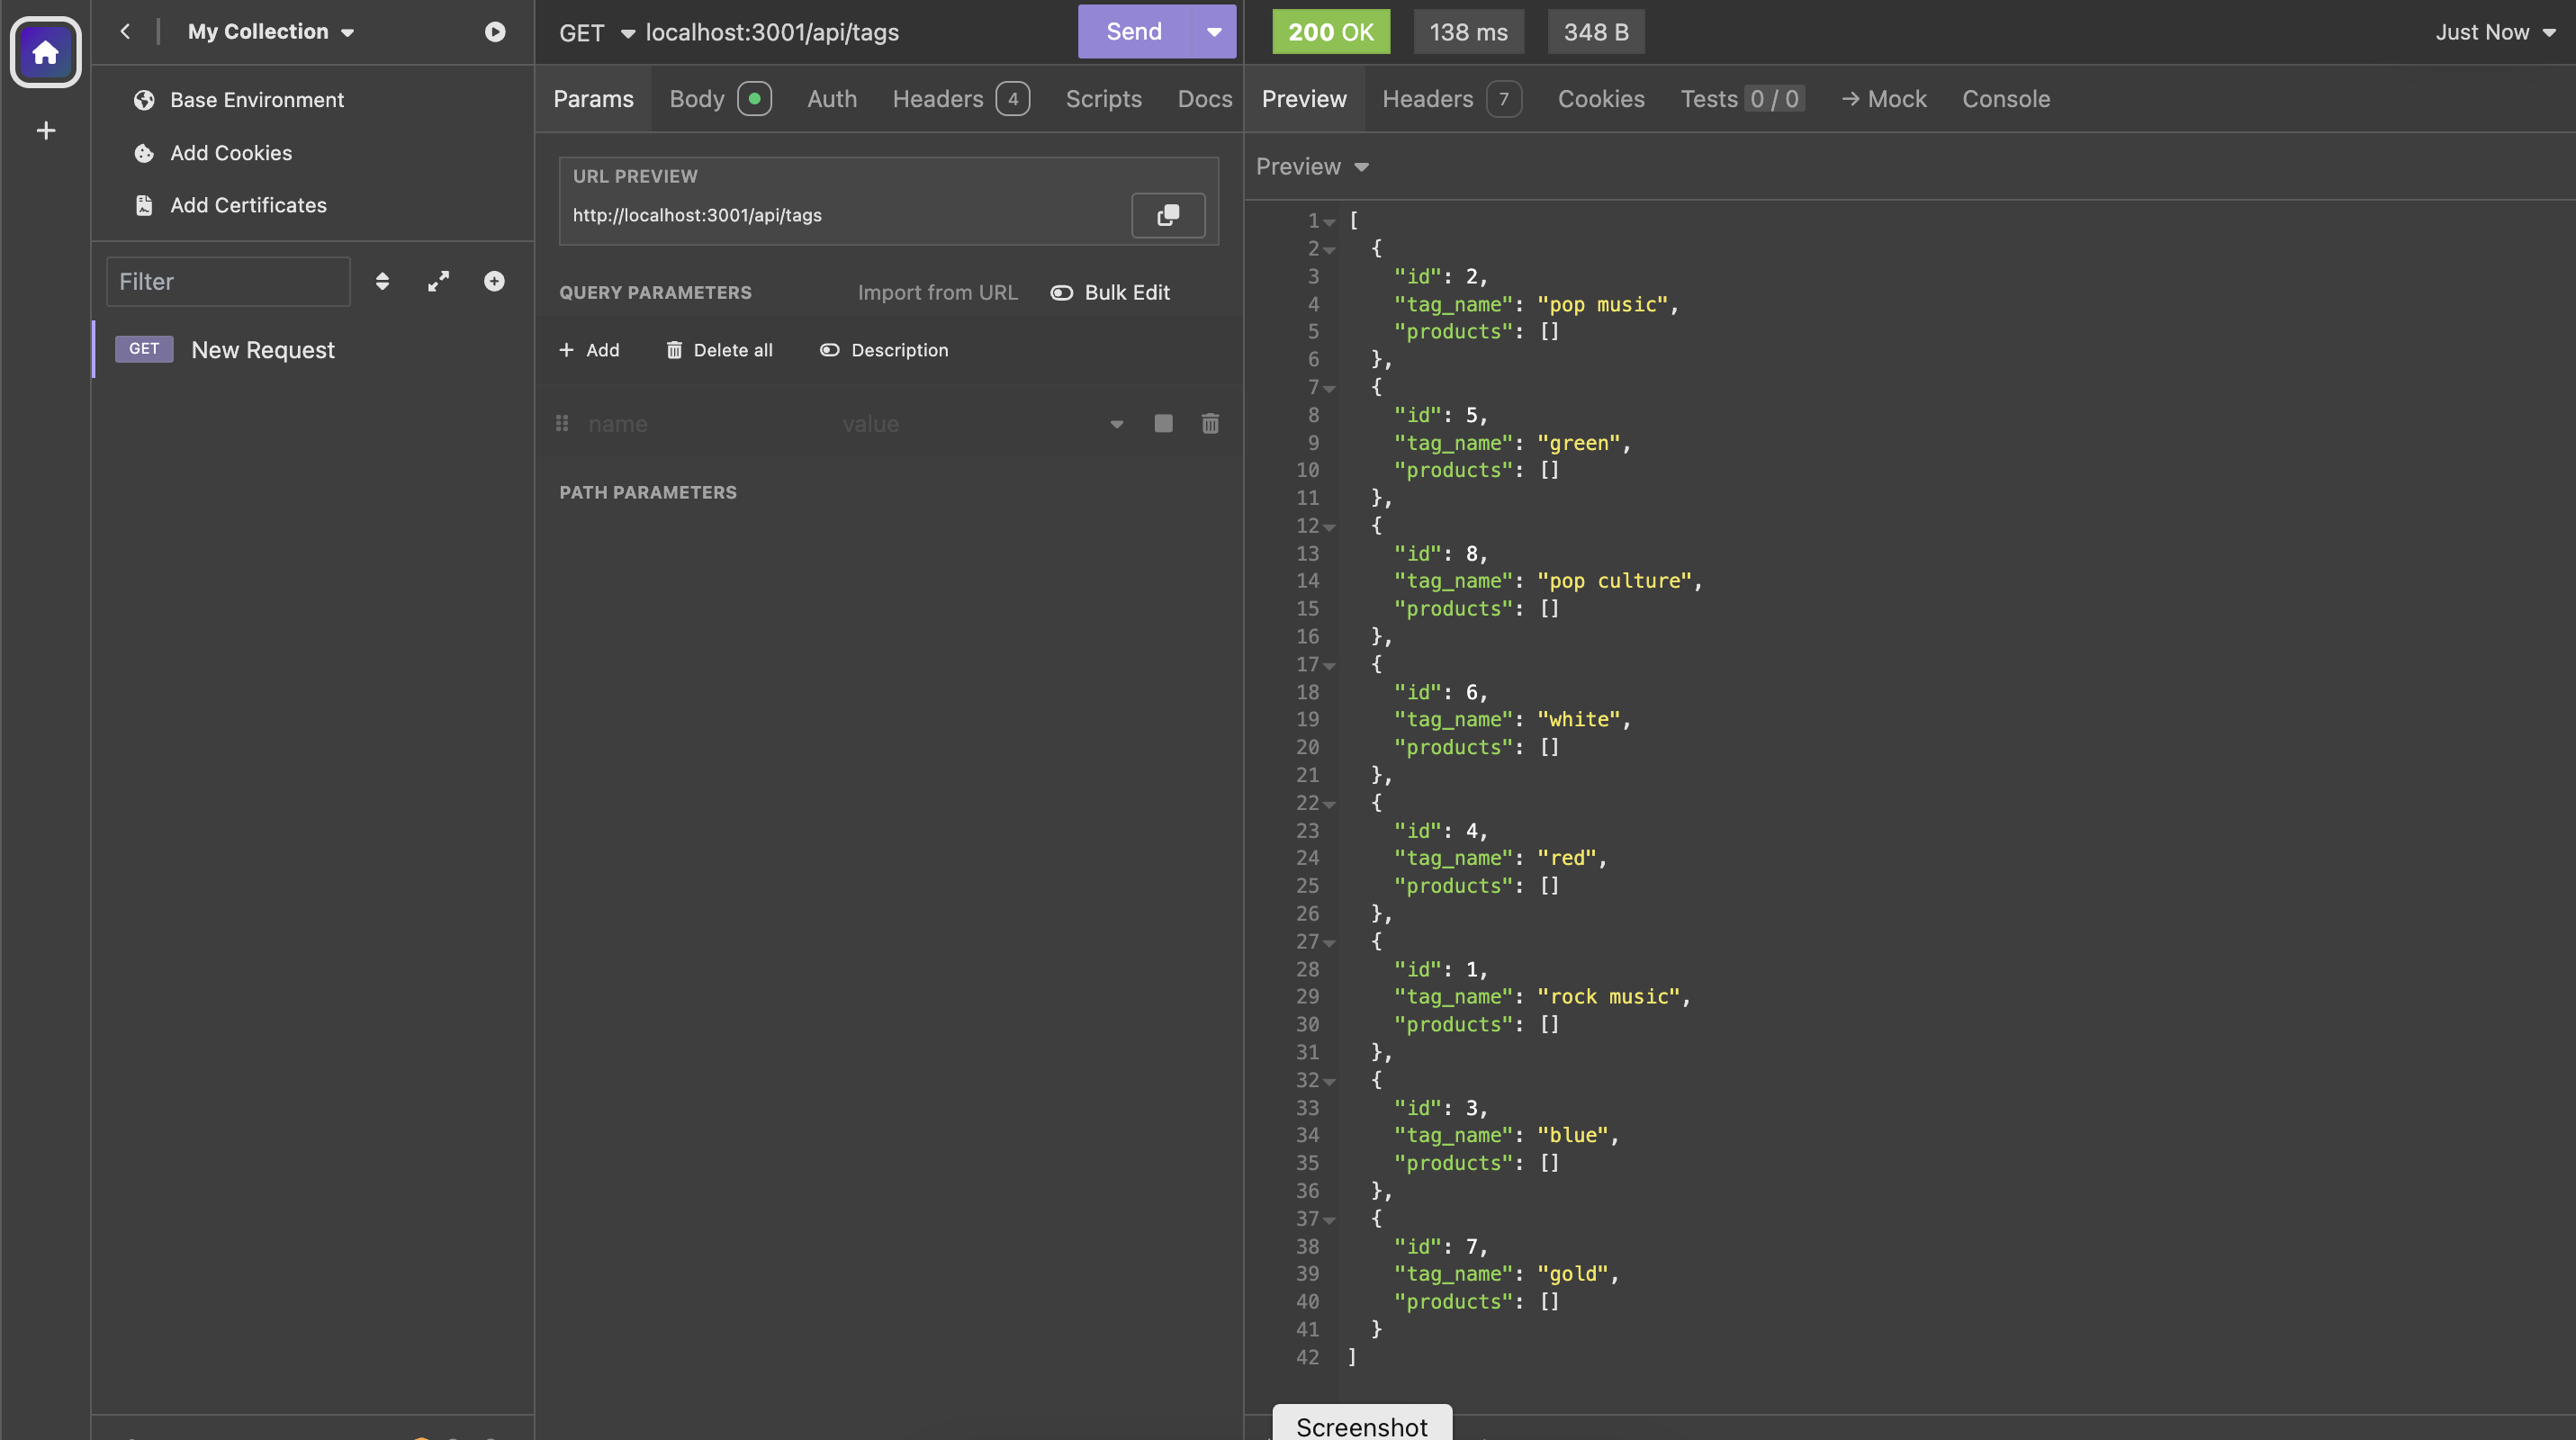 My Collection
Base Environment
Add Cookies
Add Certificates
Filter
GET New Request
GET localhost:3001/api/tags Send
Params Body Auth Headers 4 Scripts Docs
URL PREVIEW
http://localhost:3001/api/tags
QUERY PARAMETERS Import from URL Bulk Edit
+ Add Delete all Description
name value
PATH PARAMETERS
200 OK 138 ms 348 B Just Now
Preview Headers 7 Cookies Tests 0 / 0 → Mock Console
Preview
1 [
2 {
3 "id": 2,
4 "tag_name": "pop music",
5 "products": []
6 },
7 {
8 "id": 5,
9 "tag_name": "green",
10 "products": []
11 },
12 {
13 "id": 8,
14 "tag_name": "pop culture",
15 "products": []
16 },
17 {
18 "id": 6,
19 "tag_name": "white",
20 "products": []
21 },
22 {
23 "id": 4,
24 "tag_name": "red",
25 "products": []
26 },
27 {
28 "id": 1,
29 "tag_name": "rock music",
30 "products": []
31 },
32 {
33 "id": 3,
34 "tag_name": "blue",
35 "products": []
36 },
37 {
38 "id": 7,
39 "tag_name": "gold",
40 "products": []
41 }
42 ]
Screenshot